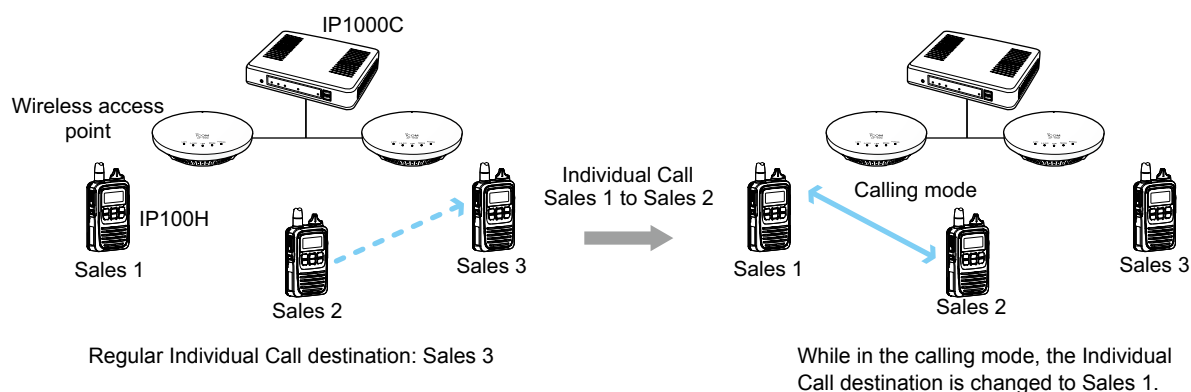 IP1000C
Wireless access
point
IP100H
Sales 1
Sales 2
Sales 3
Regular Individual Call destination: Sales 3
Individual Call
Sales 1 to Sales 2
Calling mode
Sales 1
Sales 2
Sales 3
While in the calling mode, the Individual
Call destination is changed to Sales 1.